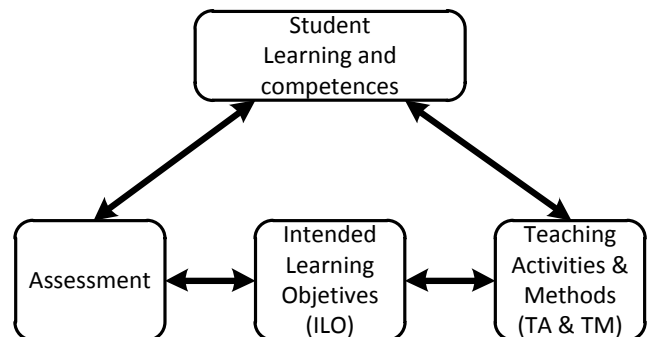 Student
Learning and
competences
Assessment
Intended
Learning
Objetives
(ILO)
Teaching
Activities &
Methods
(TA & TM)